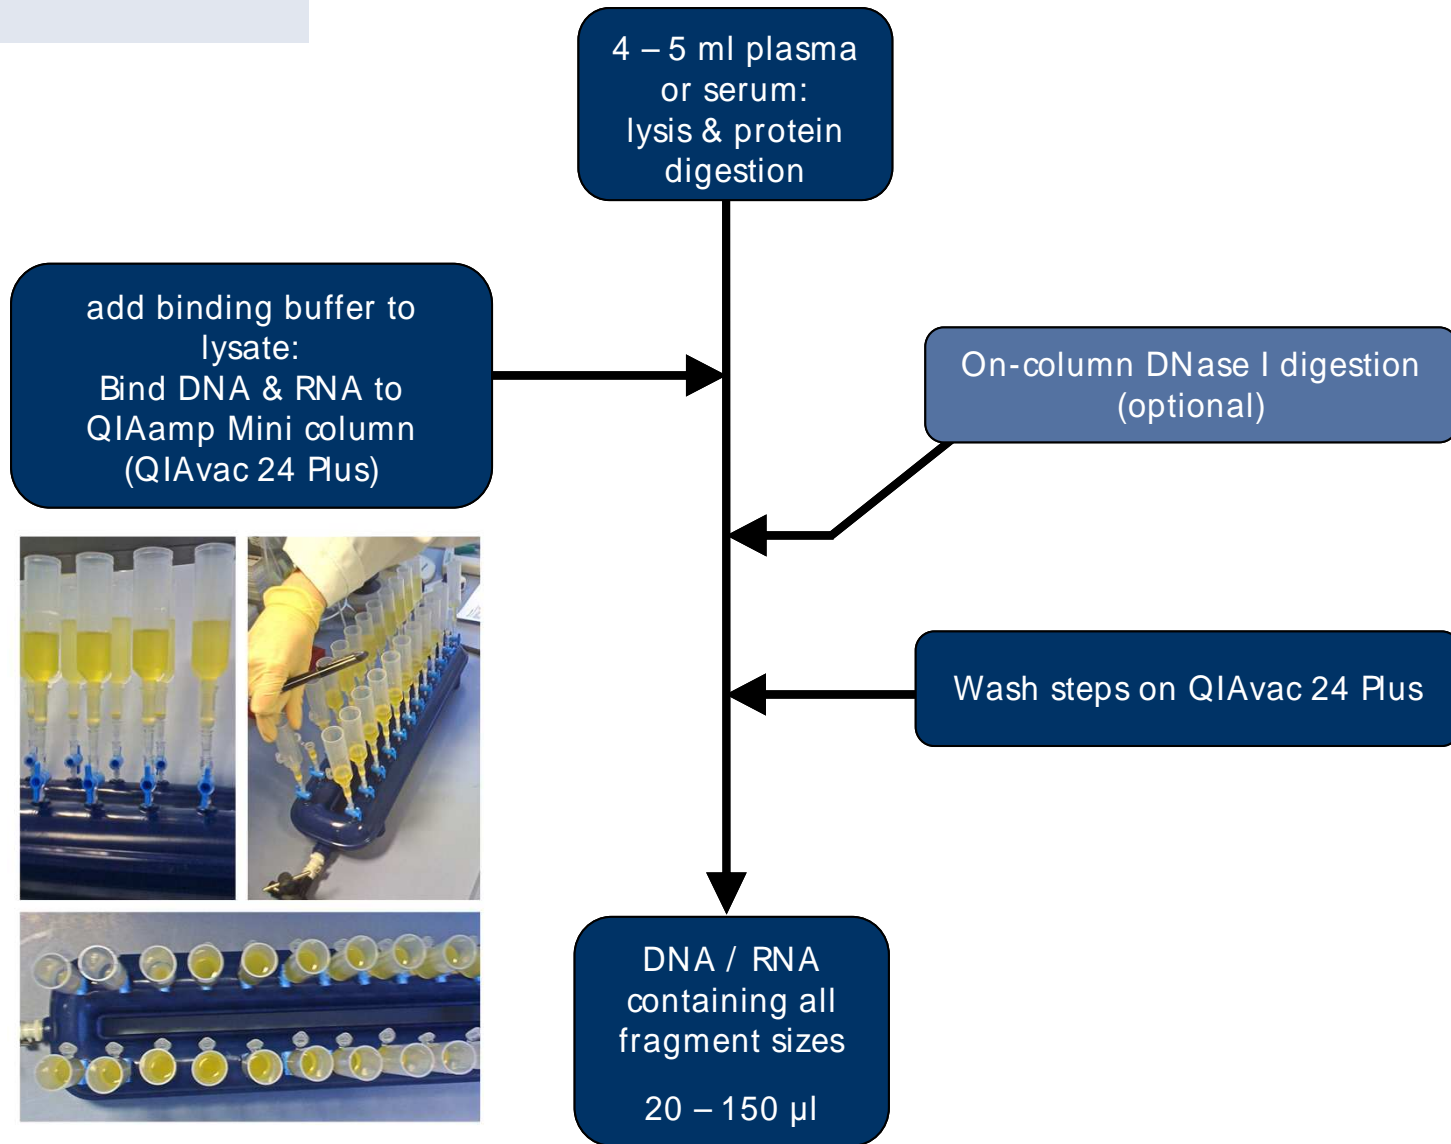 4 – 5 ml plasma
or serum:
lysis & protein
digestion
add binding buffer to
lysate:
Bind DNA & RNA to
QIAamp Mini column
(QIAvac 24 Plus)
On-column DNase I digestion
(optional)
Wash steps on QIAvac 24 Plus
DNA / RNA
containing all
fragment sizes
20 – 150 µl